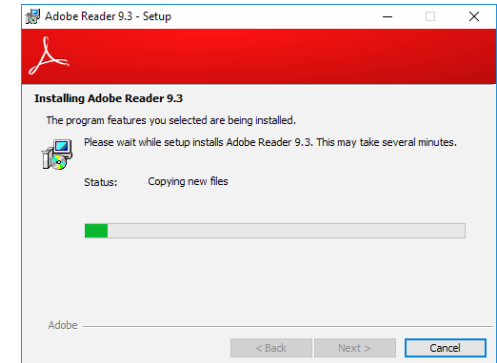 Adobe Reader 9.3 - Setup
Installing Adobe Reader 9.3
The program features you selected are being installed.
Please wait while setup installs Adobe Reader 9.3. This may take several minutes.
Status: Copying new files
Adobe
< Back Next > Cancel